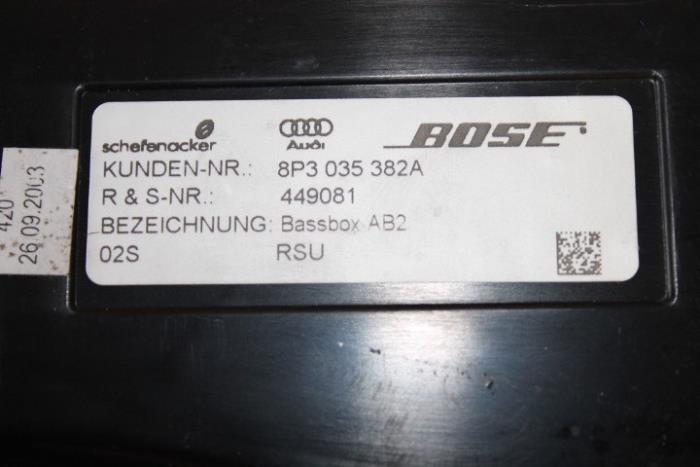 schefenacker
Audi
BOSE
KUNDEN-NR.: 8P3 035 382A
R & S-NR.: 449081
BEZEICHNUNG: Bassbox AB2
02S RSU
420
26.09.2003